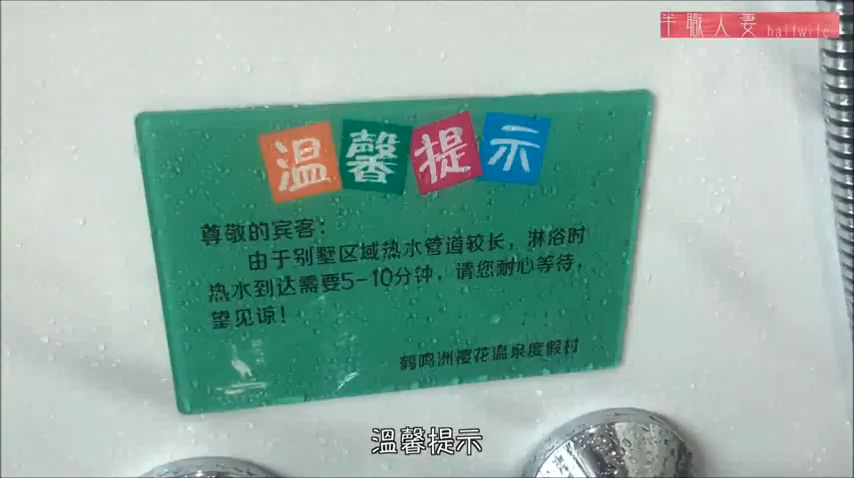 半職人妻 halfwife
温馨提示
尊敬的宾客：
由于别墅区域热水管道较长，淋浴时
热水到达需要5-10分钟，请您耐心等待，
望见谅！
鹤鸣洲樱花温泉度假村
溫馨提示